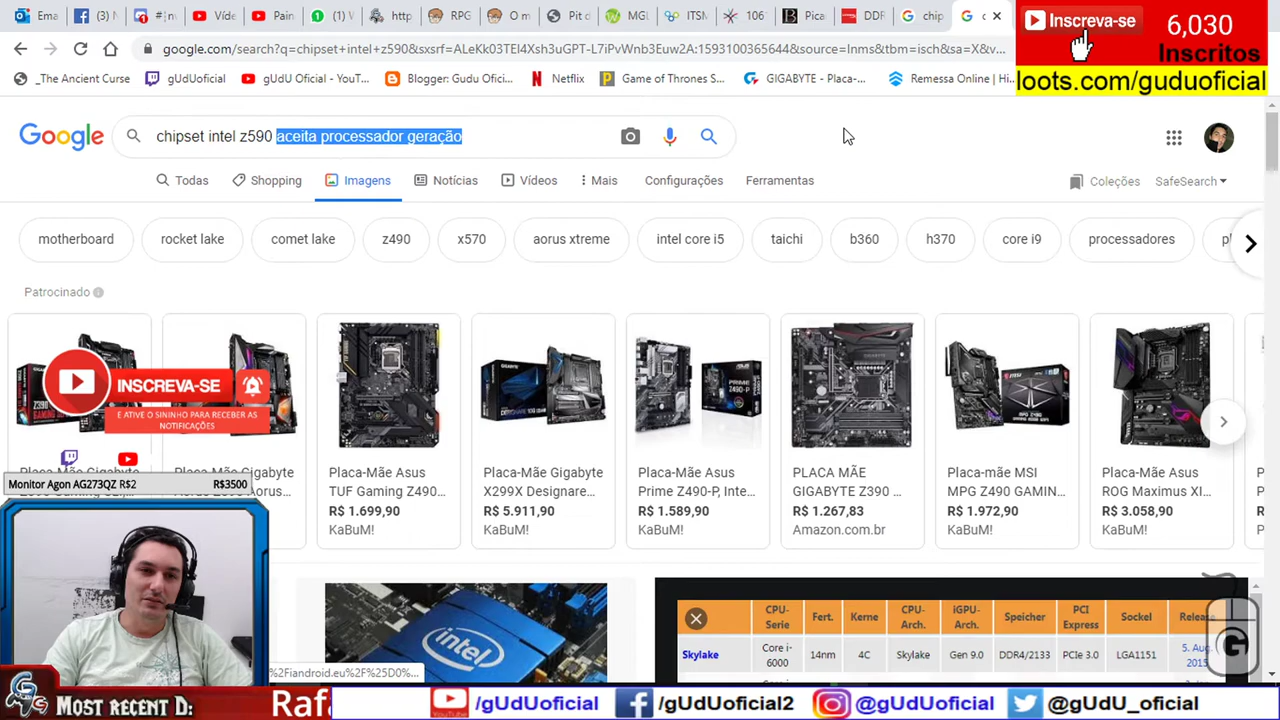 Ema
f (3)
# | n
Víde
Pain
(1) V
http
RPG
O m
Pit d
MGL
ITSM
106
Pica
DDR
chip
Inscreva-se
6,030
Inscritos
loots.com/guduoficial
google.com/search?q=chipset+intel+z590&sxsrf=ALeKk03TEI4Xsh3uGPT-L7iPvWnb3Euw2A:1593100365644&source=lnms&tbm=isch&sa=X&v...
_The Ancient Curse
gUdUoficial
gUdU Oficial - YouT...
Blogger: Gudu Ofici...
Netflix
Game of Thrones S...
GIGABYTE - Placa-...
Remessa Online | Hi...
Google
chipset intel z590 aceita processador geração
Todas
Shopping
Imagens
Notícias
Vídeos
Mais
Configurações
Ferramentas
Coleções
SafeSearch
motherboard
rocket lake
comet lake
z490
x570
aorus xtreme
intel core i5
taichi
b360
h370
core i9
processadores
Patrocinado
INSCREVA-SE
E ATIVE O SININHO PARA RECEBER AS
NOTIFICAÇÕES
Placa-Mãe Gigabyte
Placa-Mãe Gigabyte
Placa-Mãe Asus
TUF Gaming Z490...
R$ 1.699,90
KaBuM!
Placa-Mãe Gigabyte
X299X Designare...
R$ 5.911,90
KaBuM!
Placa-Mãe Asus
Prime Z490-P, Inte...
R$ 1.589,90
KaBuM!
PLACA MÃE
GIGABYTE Z390 ...
R$ 1.267,83
Amazon.com.br
Placa-mãe MSI
MPG Z490 GAMIN...
R$ 1.972,90
KaBuM!
Placa-Mãe Asus
ROG Maximus XI...
R$ 3.058,90
KaBuM!
Monitor Agon AG273QZ R$2
R$3500
intel
CPU-Serie
Fert.
Kerne
CPU-Arch.
iGPU-Arch.
Speicher
PCI Express
Sockel
Release
Skylake
Core i-6000
14nm
4C
Skylake
Gen 9.0
DDR4/2133
PCIe 3.0
LGA1151
5. Aug. 2015
%2Fiandroid.eu%2F%25D0%...
G
Most recent D:
Raf
/gUdUoficial
/gUdUoficial2
@gUdUoficial
@gUdU_oficial